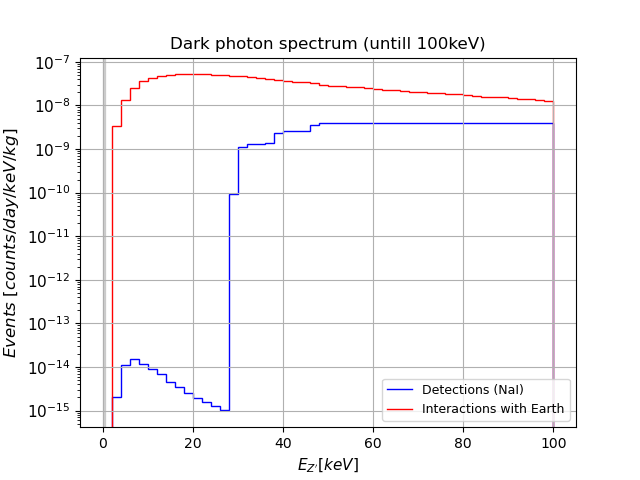 Dark photon spectrum (untill 100keV)
Events [counts/day/keV/kg]
10⁻⁷
10⁻⁸
10⁻⁹
10⁻¹⁰
10⁻¹¹
10⁻¹²
10⁻¹³
10⁻¹⁴
10⁻¹⁵
Detections (NaI)
Interactions with Earth
0 20 40 60 80 100
E_{Z'}[keV]